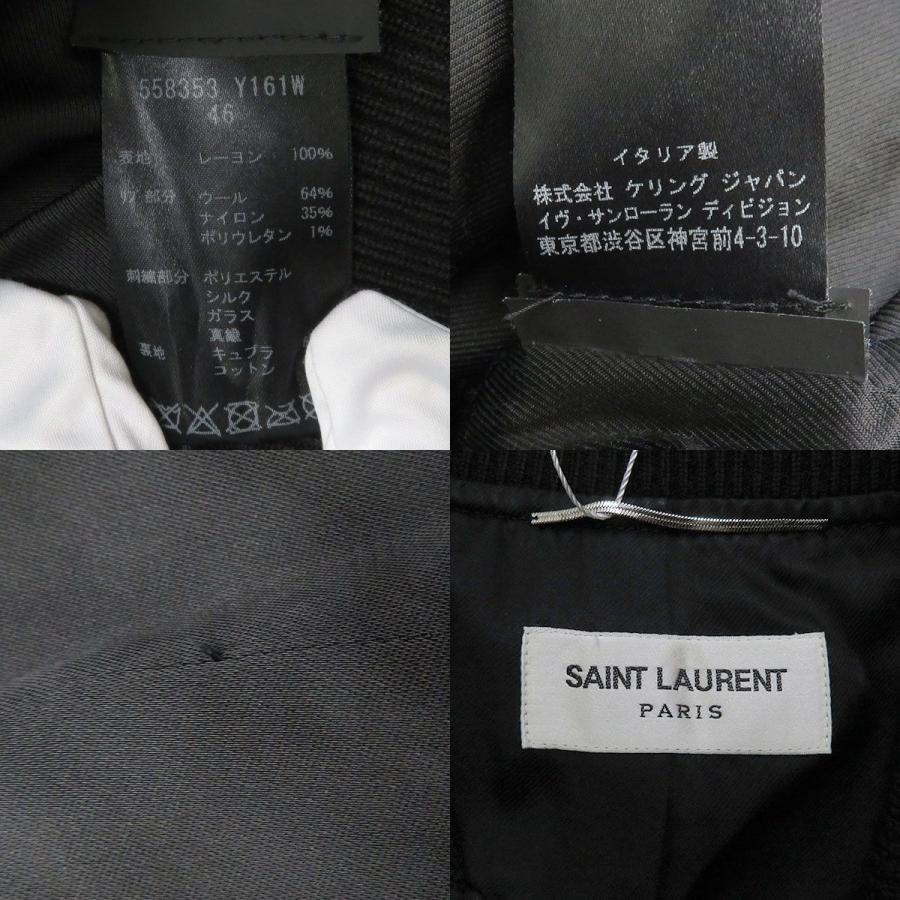 558353 Y161W
46
表地 レーヨン 100%
リブ部分 ウール 64%
ナイロン 35%
ポリウレタン 1%
刺繍部分 ポリエステル
シルク
ガラス
真鍮
裏地 キュプラ
コットン
イタリア製
株式会社 ケリング ジャパン
イヴ・サンローラン ディビジョン
東京都渋谷区神宮前4-3-10
SAINT LAURENT
PARIS